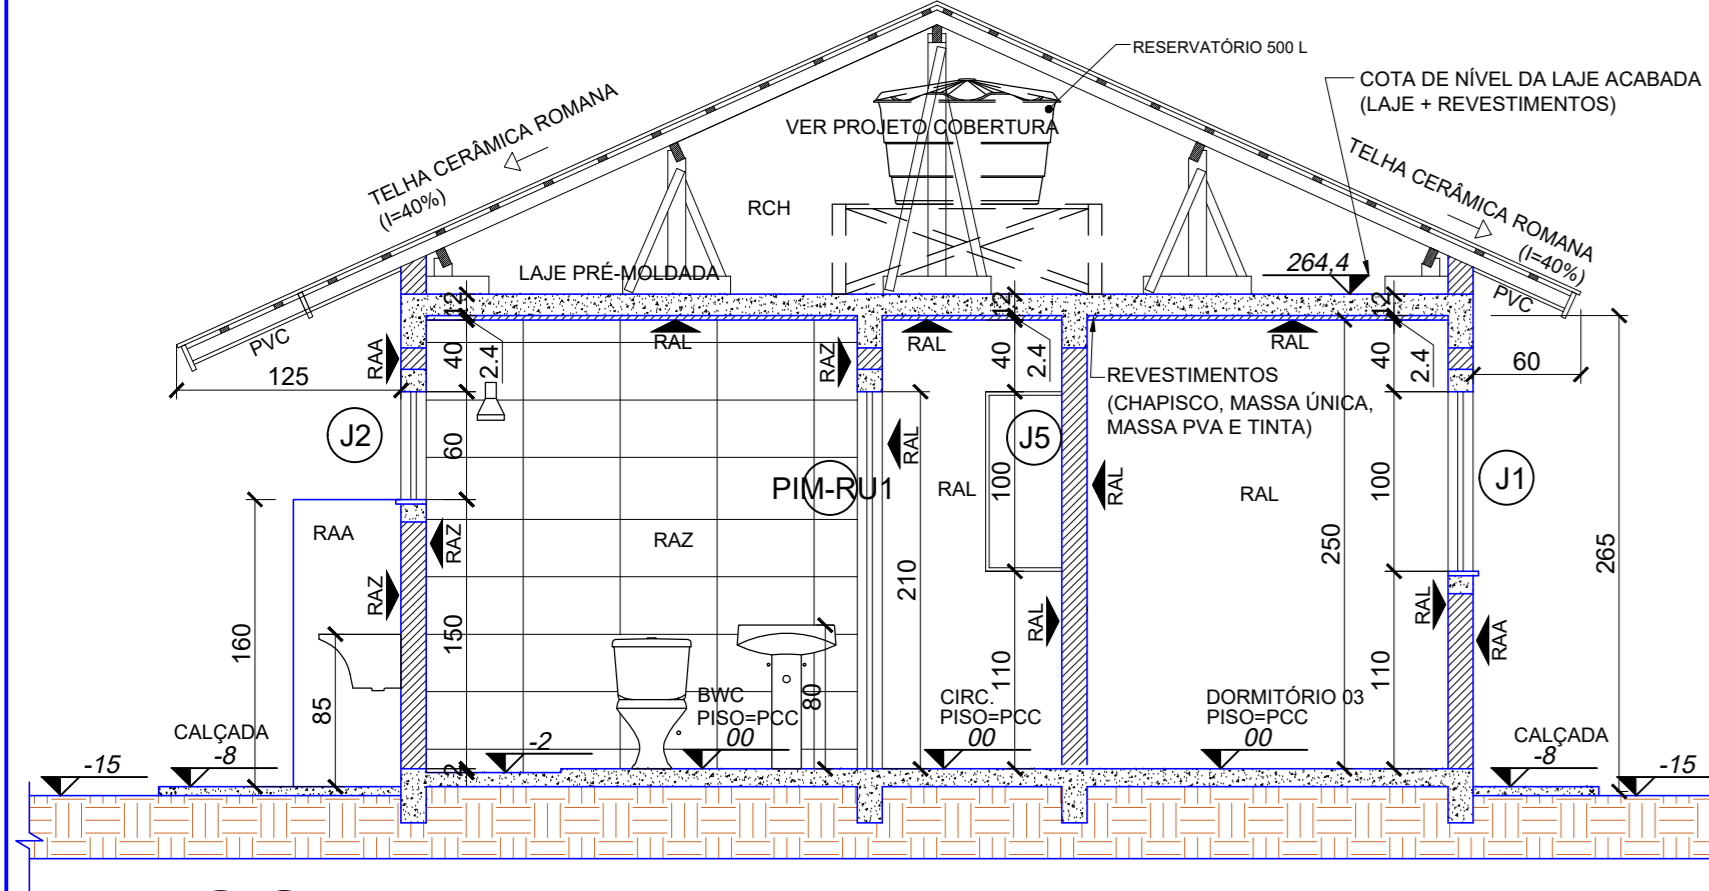 RESERVATÓRIO 500 L
COTA DE NÍVEL DA LAJE ACABADA
(LAJE + REVESTIMENTOS)
TELHA CERÂMICA ROMANA
(I=40%)
VER PROJETO COBERTURA
TELHA CERÂMICA ROMANA
(I=40%)
RCH
LAJE PRÉ-MOLDADA
264,4
PVC
PVC
12
12
12
RAA
40
2.4
RAL
RAZ
RAL
40
2.4
RAL
40
2.4
125
60
REVESTIMENTOS
(CHAPISCO, MASSA ÚNICA,
MASSA PVA E TINTA)
J2
60
RAL
J5
PIM-RU1
RAL
100
RAL
RAL
100
J1
RAA
RAZ
RAZ
210
250
265
RAZ
RAL
RAL
RAA
160
150
110
110
85
80
BWC
PISO=PCC
00
CIRC.
PISO=PCC
00
DORMITÓRIO 03
PISO=PCC
00
CALÇADA
-8
-15
-2
2
CALÇADA
-8
-15